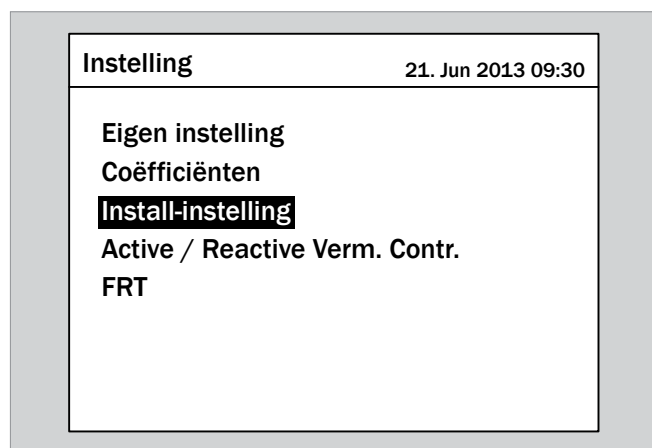 Instelling
21. Jun 2013 09:30
Eigen instelling
Coëfficiënten
Install-instelling
Active / Reactive Verm. Contr.
FRT